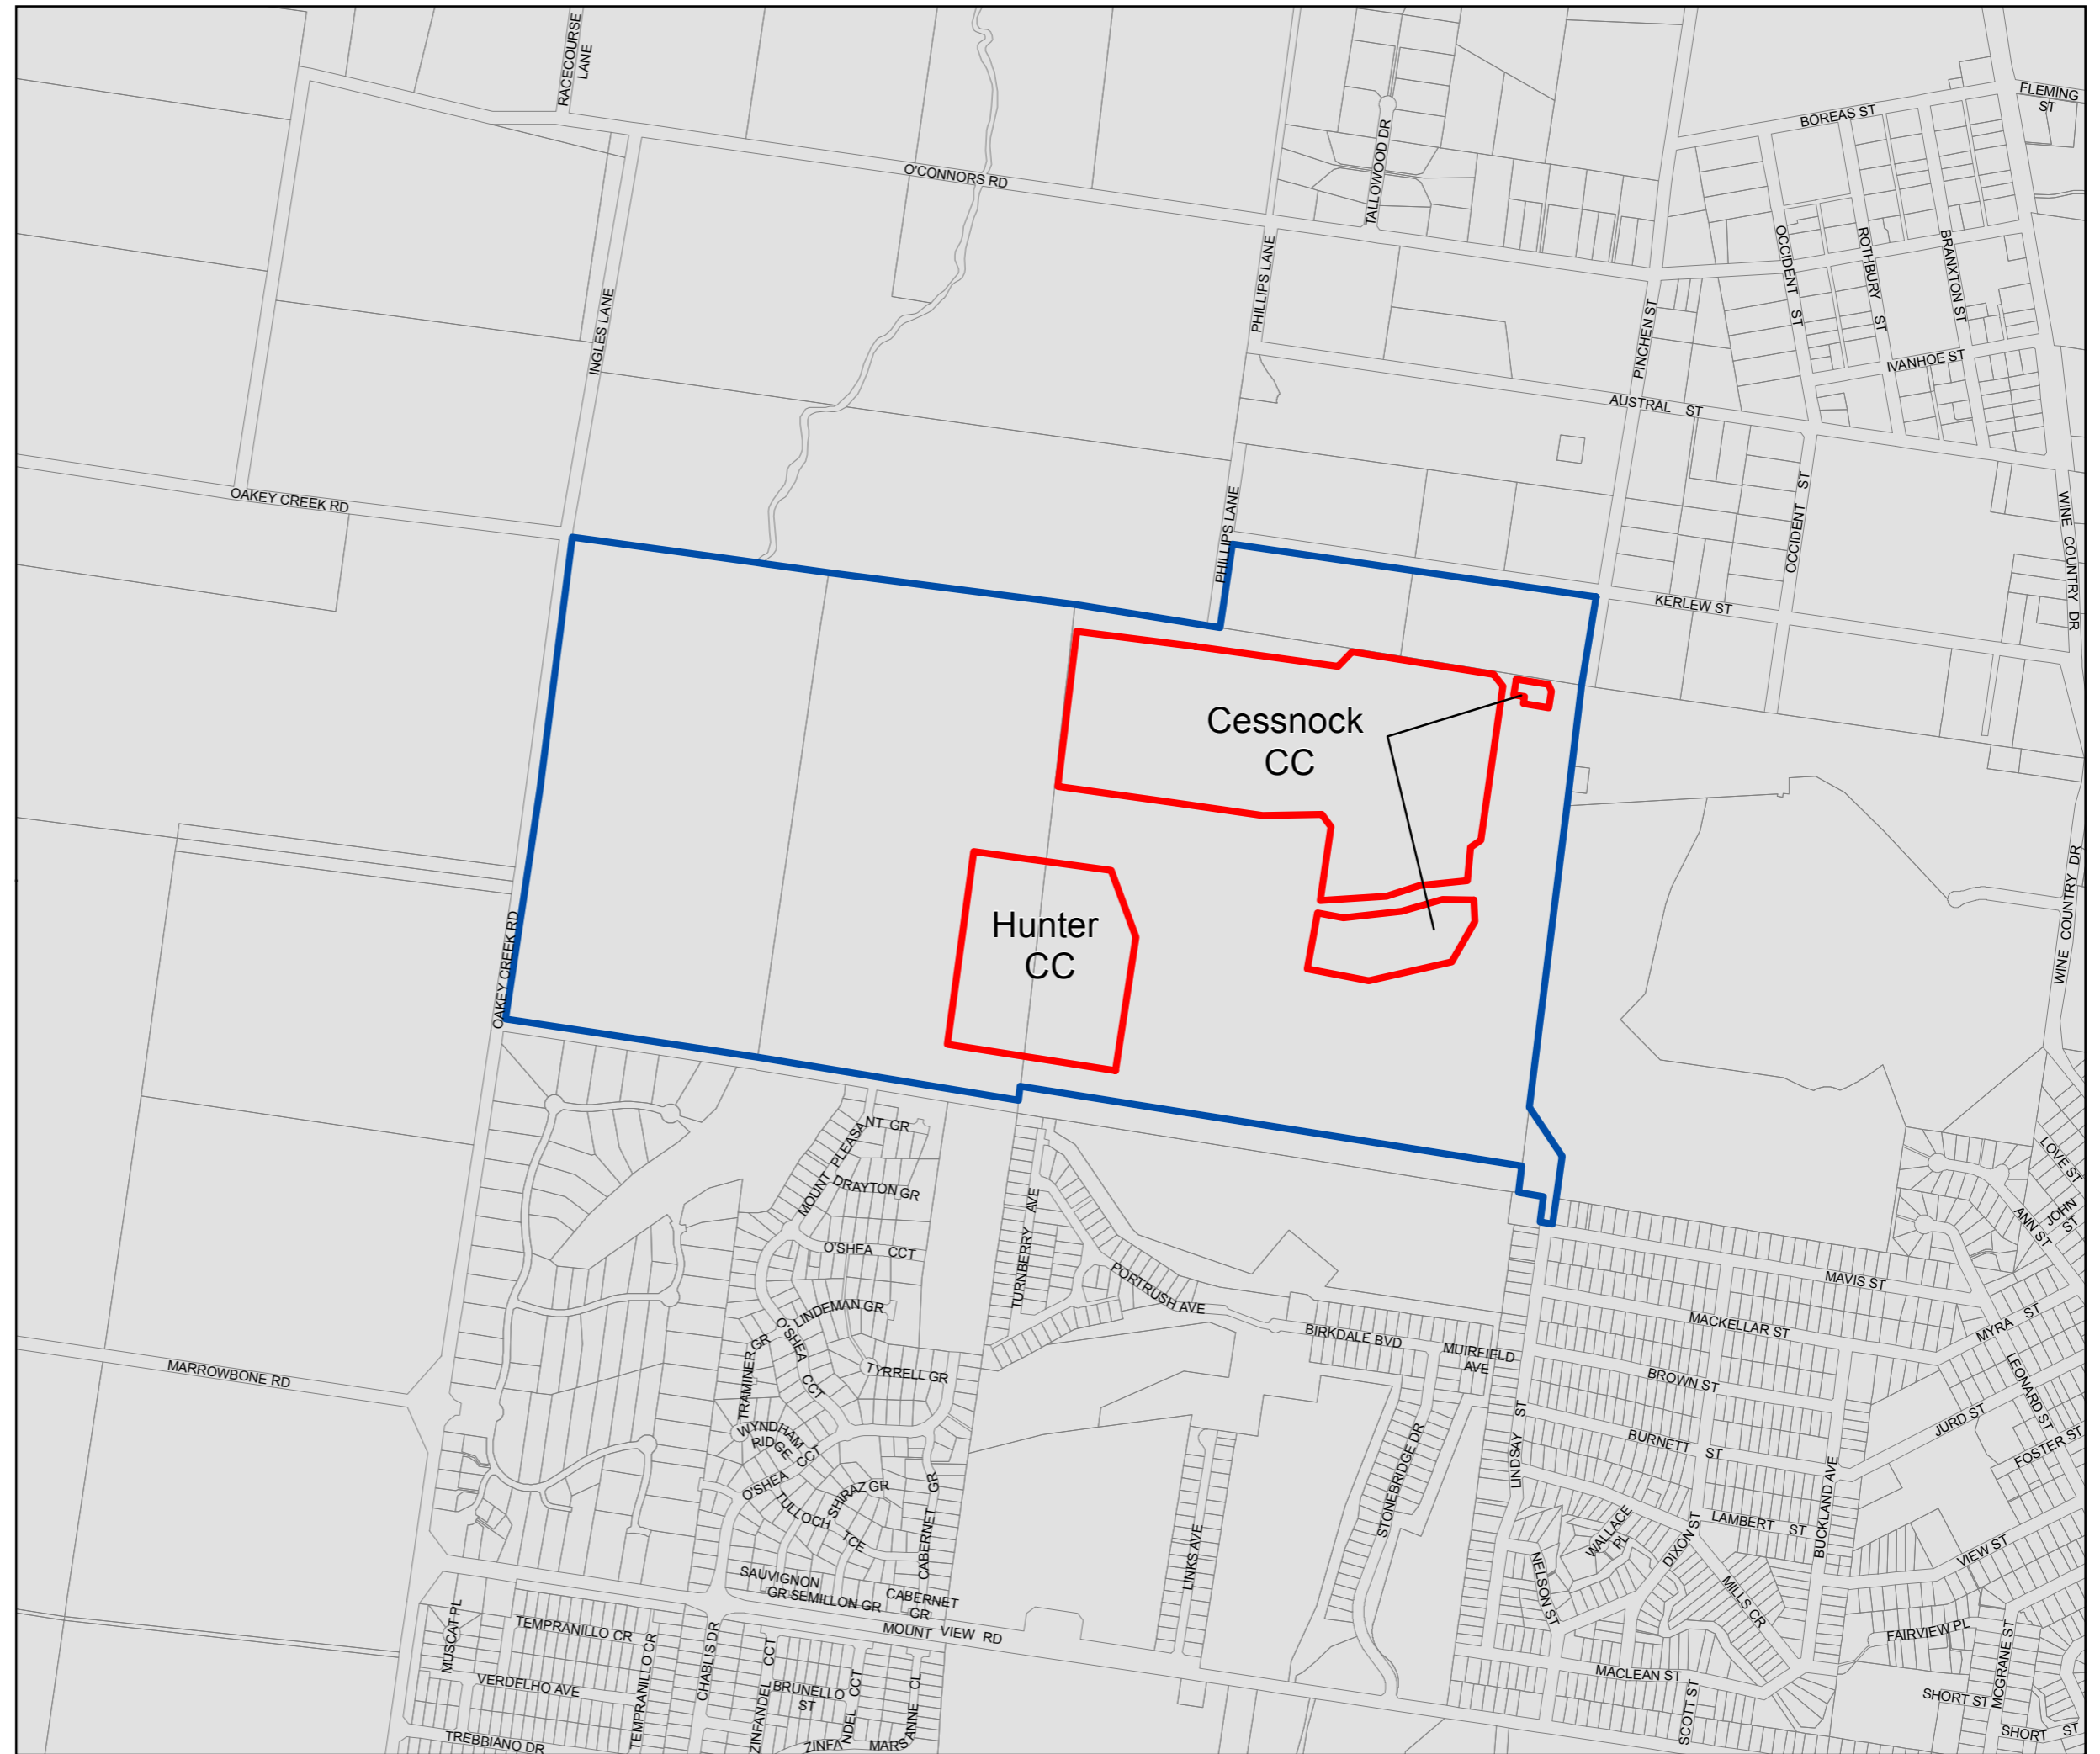 RACECOURSE
LANE
FLEMING
ST
BOREAS ST
O'CONNORS RD
TALLOWOOD DR
PHILLIPS LANE
OCCIDENT ST
ROTHBURY ST
BRANXTON ST
INGLES LANE
PINCHEN ST
IVANHOE ST
AUSTRAL ST
OAKEY CREEK RD
PHILLIPS LANE
OCCIDENT ST
WINE COUNTRY DR
KERLEW ST
Cessnock
CC
Hunter
CC
OAKEY CREEK RD
WINE COUNTRY DR
MOUNT PLEASANT GR
DRAYTON GR
O'SHEA CCT
TURNBERRY AVE
LOVE ST
JOHN
ST
ANN ST
PORTRUSH AVE
LINDEMAN GR
MAVIS ST
MACKELLAR ST
MYRA ST
BIRKDALE BVD
MUIRFIELD
AVE
MARROWBONE RD
TRAMINER GR
O'SHEA CCT
TYRRELL GR
BROWN ST
LEONARD ST
JURD ST
FOSTER ST
WYNDHAM
RIDGE
O'SHEA CCT
SHIRAZ GR
TULLOCH TCE
CABERNET GR
STONEBRIDGE DR
LINDSAY ST
BURNETT ST
BUCKLAND AVE
LAMBERT ST
WALLACE
PL
DIXON ST
VIEW ST
LINKS AVE
NELSON ST
MILLS CR
SAUVIGNON
GR
SEMILLON GR
CABERNET
GR
MUSCAT PL
TEMPRANILLO CR
TEMPRANILLO CR
CHABLIS DR
MOUNT VIEW RD
FAIRVIEW PL
MCGRANE ST
VERDELHO AVE
ZINFANDEL CCT
BRUNELLO
ST
ZINFANDEL CCT
MARSANNE CL
MACLEAN ST
SCOTT ST
SHORT ST
SHORT ST
TREBBIANO DR